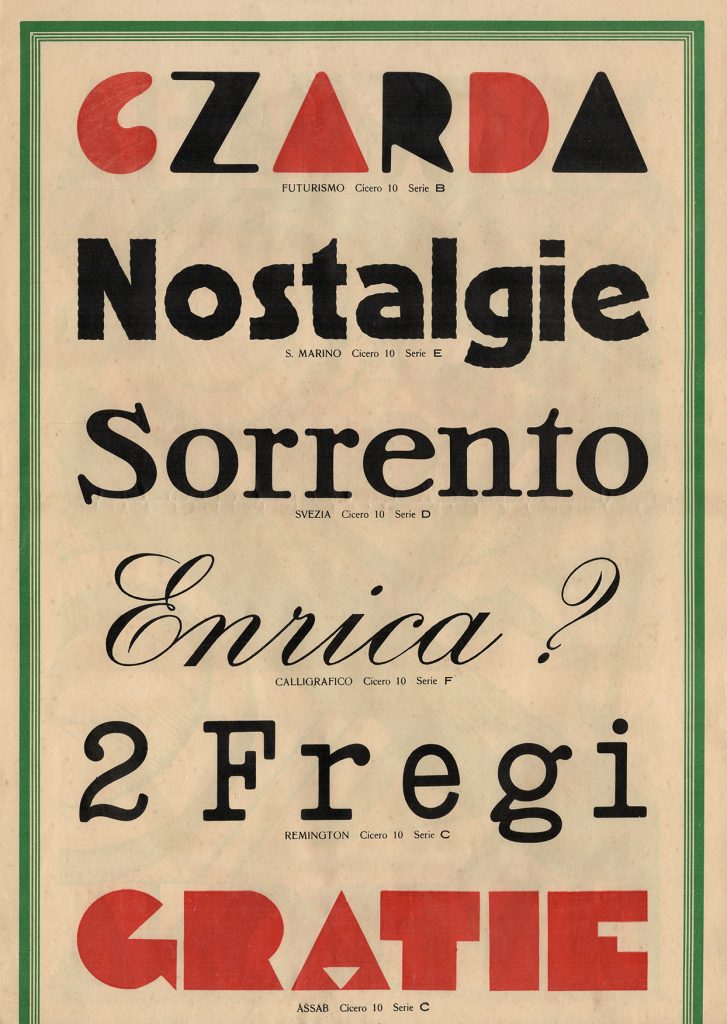 CZARDA
FUTURISMO Cicero 10 Serie B
Nostalgie
S. MARINO Cicero 10 Serie E
Sorrento
SVEZIA Cicero 10 Serie D
Enrica ?
CALLIGRAFICO Cicero 10 Serie F
2 Fregi
REMINGTON Cicero 10 Serie C
GRATIE
ASSAB Cicero 10 Serie C